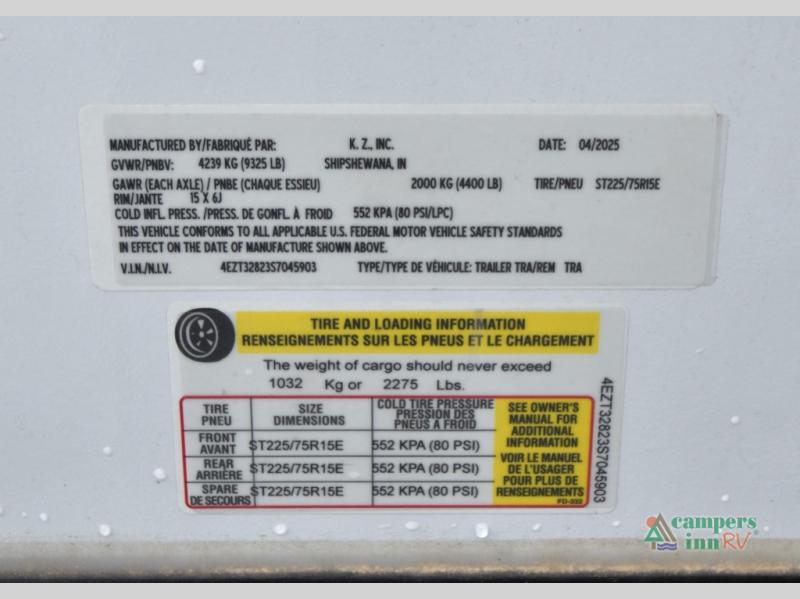 MANUFACTURED BY/FABRIQUÉ PAR: K. Z., INC. DATE: 04/2025
GVWR/PNBV: 4239 KG (9325 LB) SHIPSHEWANA, IN
GAWR (EACH AXLE) / PNBE (CHAQUE ESSIEU) 2000 KG (4400 LB) TIRE/PNEU ST225/75R15E
RIM/JANTE 15 X 6J
COLD INFL. PRESS. /PRESS. DE GONFL. À FROID 552 KPA (80 PSI/LPC)
THIS VEHICLE CONFORMS TO ALL APPLICABLE U.S. FEDERAL MOTOR VEHICLE SAFETY STANDARDS
IN EFFECT ON THE DATE OF MANUFACTURE SHOWN ABOVE.
V.I.N./N.I.V. 4EZT32823S7045903 TYPE/TYPE DE VÉHICULE: TRAILER TRA/REM TRA
TIRE AND LOADING INFORMATION
RENSEIGNEMENTS SUR LES PNEUS ET LE CHARGEMENT
The weight of cargo should never exceed
1032 Kg or 2275 Lbs.
TIRE
PNEU
SIZE
DIMENSIONS
COLD TIRE PRESSURE
PRESSION DES
PNEUS A FROID
FRONT
AVANT
ST225/75R15E 552 KPA (80 PSI)
REAR
ARRIÈRE
ST225/75R15E 552 KPA (80 PSI)
SPARE
DE SECOURS
ST225/75R15E 552 KPA (80 PSI)
SEE OWNER'S
MANUAL FOR
ADDITIONAL
INFORMATION
VOIR LE MANUEL
DE L'USAGER
POUR PLUS DE
RENSEIGNEMENTS
FD-332
4EZT32823S7045903
campers
inn RV